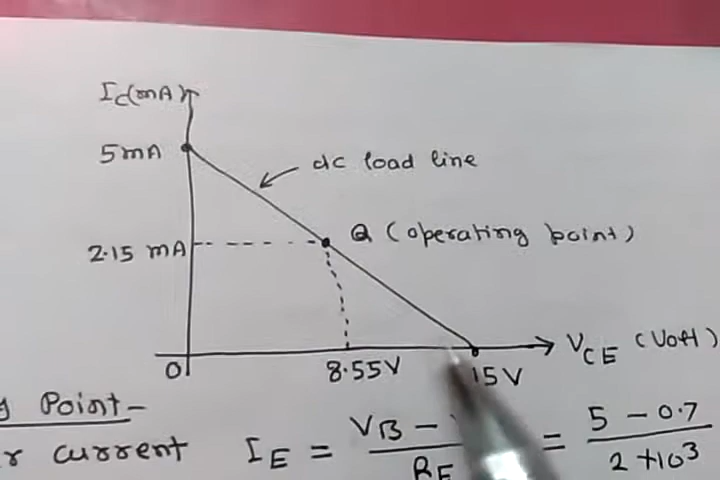 Ic(mA)
5mA
dc load line
Q (operating point)
2.15 mA
0
8.55V
15V
VCE (Volt)
Point-
current IE = VB - / RE = 5 - 0.7 / 2×10³